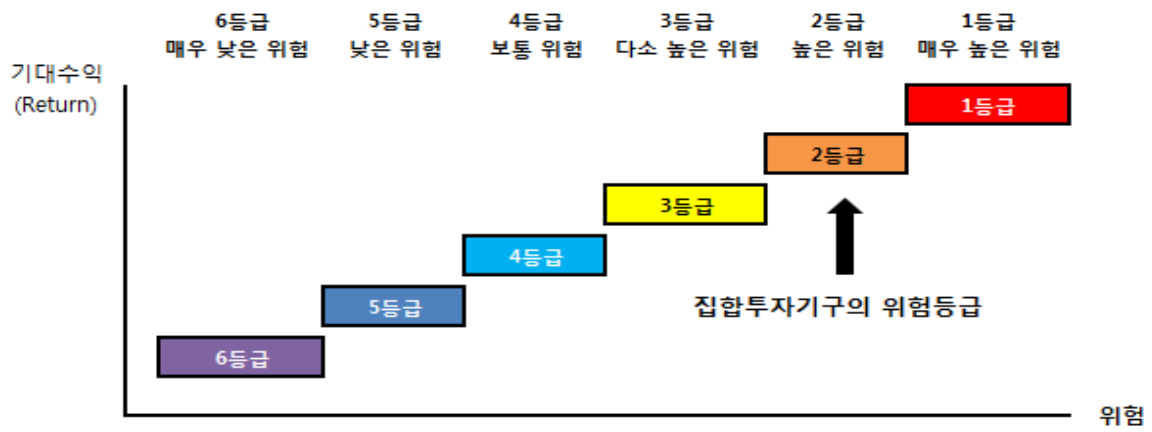 6등급
매우 낮은 위험
5등급
낮은 위험
4등급
보통 위험
3등급
다소 높은 위험
2등급
높은 위험
1등급
매우 높은 위험
기대수익
(Return)
1등급
2등급
3등급
4등급
5등급
6등급
집합투자기구의 위험등급
위험